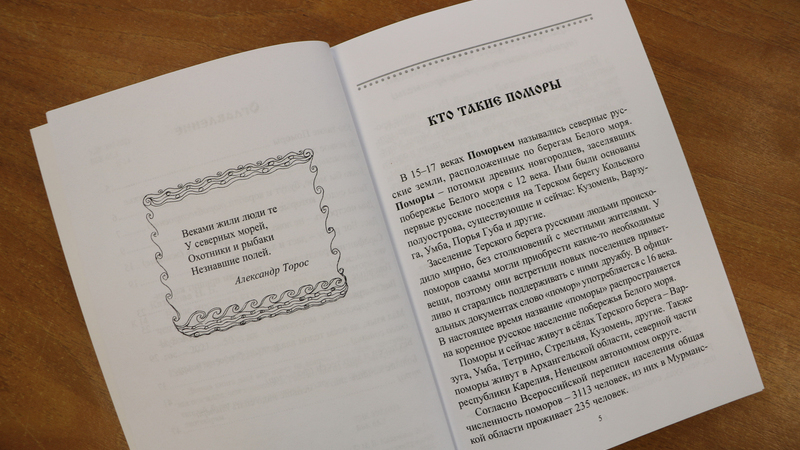 Веками жили люди те
У северных морей,
Охотники и рыбаки
Незнавшие полей.
Александр Торос
КТО ТАКИЕ ПОМОРЫ
В 15–17 веках Поморьем назывались северные рус-
ские земли, расположенные по берегам Белого моря.
Поморы – потомки древних новгородцев, заселявших
побережье Белого моря с 12 века. Ими были основаны
первые русские поселения на Терском берегу Кольского
полуострова, существующие и сейчас: Кузомень, Варзу-
га, Умба, Порья Губа и другие.
Заселение Терского берега русскими людьми происхо-
дило мирно, без столкновений с местными жителями. У
поморов саамы могли приобрести какие-то необходимые
вещи, поэтому они встретили новых поселенцев привет-
ливо и старались поддерживать с ними дружбу. В офици-
альных документах слово «помор» употребляется с 16 века.
В настоящее время название «поморы» распространяется
на коренное русское население побережья Белого моря.
Поморы и сейчас живут в сёлах Терского берега – Вар-
зуга, Умба, Тетрино, Стрельня, Кузомень, другие. Также
поморы живут в Архангельской области, северной части
республики Карелия, Ненецком автономном округе.
Согласно Всероссийской переписи населения общая
численность поморов – 3113 человек, из них в Мурманс-
кой области проживает 235 человек.
5